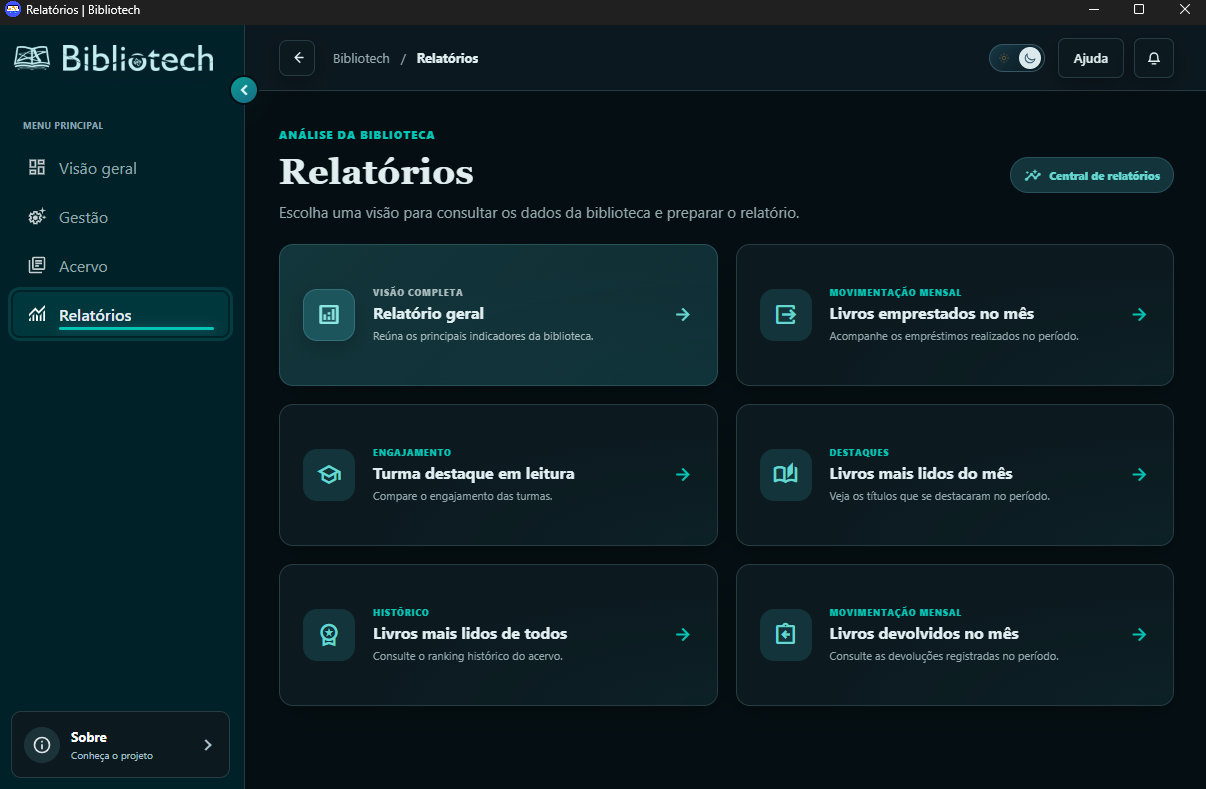 Relatórios | Bibliotech
Bibliotech
Bibliotech / Relatórios
Ajuda
MENU PRINCIPAL
Visão geral
Gestão
Acervo
Relatórios
Sobre
Conheça o projeto
ANÁLISE DA BIBLIOTECA
Relatórios
Central de relatórios
Escolha uma visão para consultar os dados da biblioteca e preparar o relatório.
VISÃO COMPLETA
Relatório geral
Reúna os principais indicadores da biblioteca.
MOVIMENTAÇÃO MENSAL
Livros emprestados no mês
Acompanhe os empréstimos realizados no período.
ENGAJAMENTO
Turma destaque em leitura
Compare o engajamento das turmas.
DESTAQUES
Livros mais lidos do mês
Veja os títulos que se destacaram no período.
HISTÓRICO
Livros mais lidos de todos
Consulte o ranking histórico do acervo.
MOVIMENTAÇÃO MENSAL
Livros devolvidos no mês
Consulte as devoluções registradas no período.